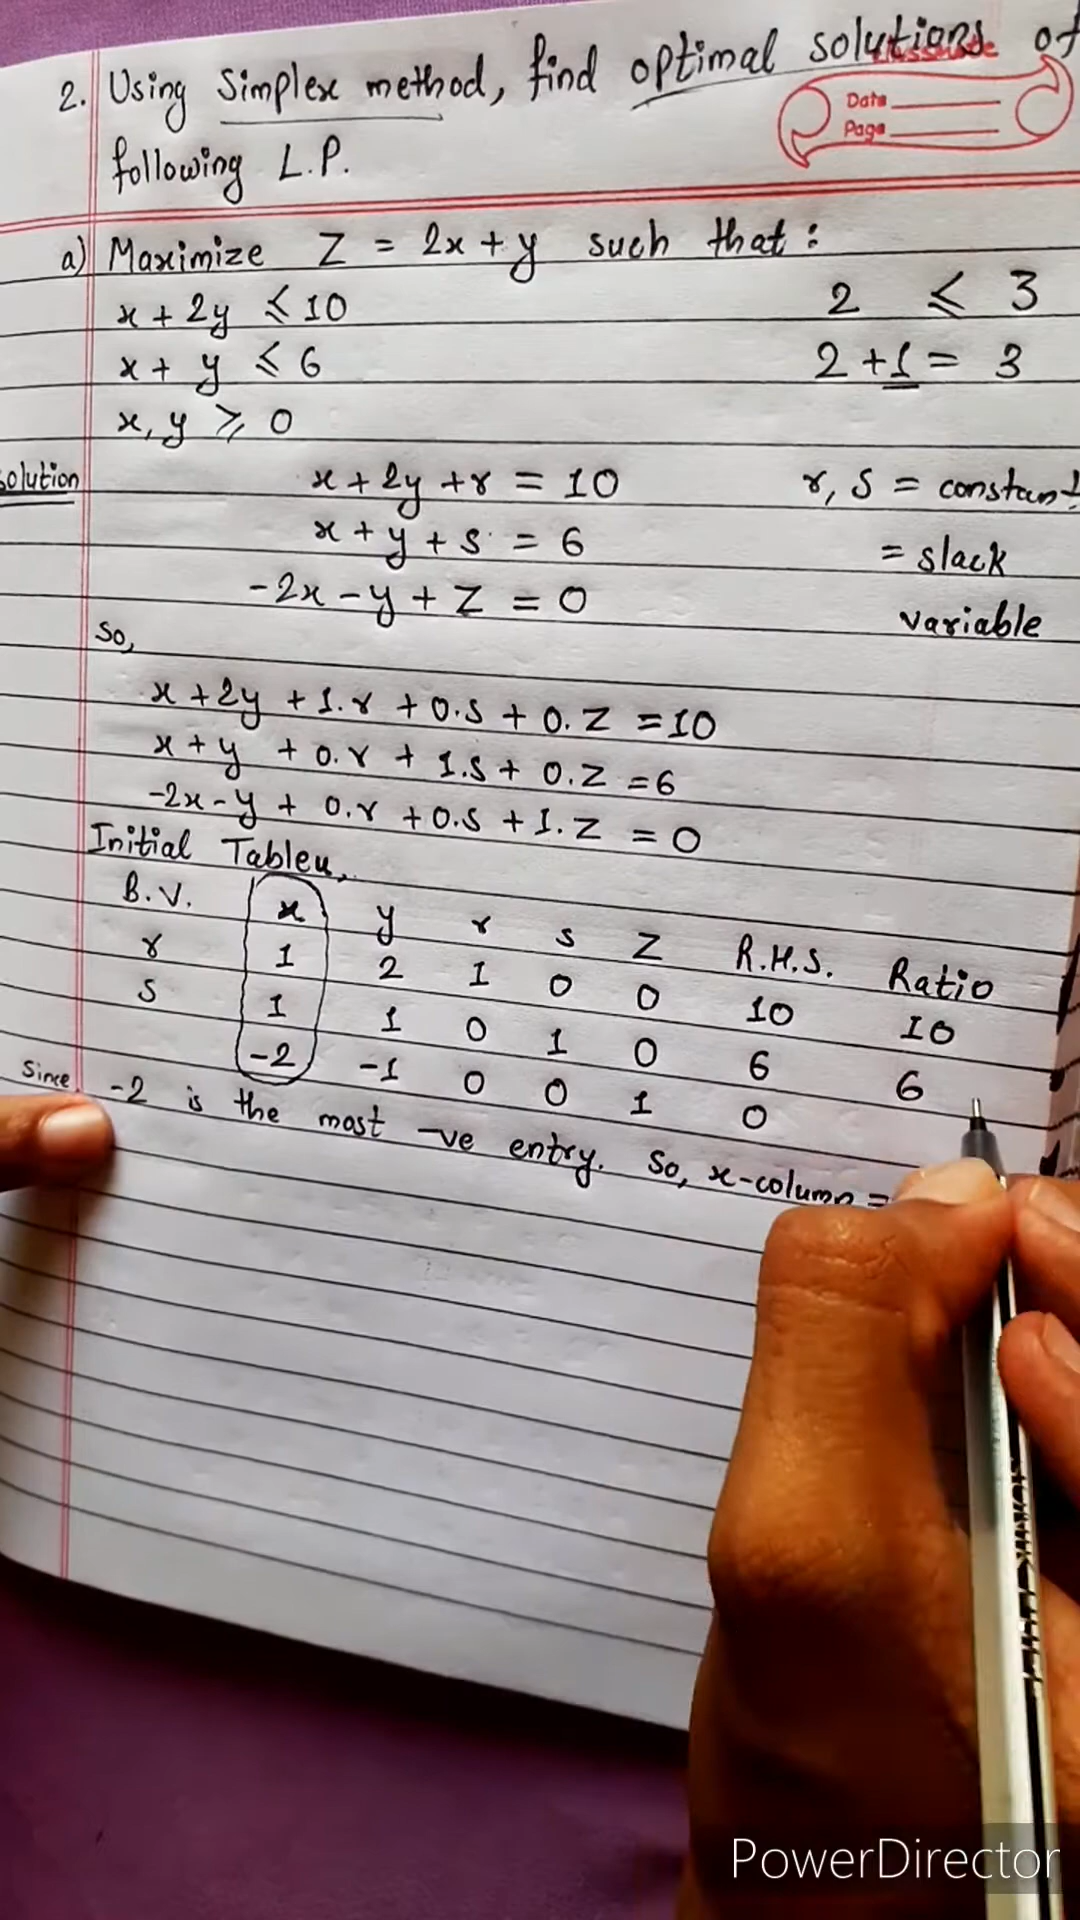 2. Using Simplex method, find optimal solutions of
Date
Page
following L.P.
a) Maximize Z = 2x + y such that :
x + 2y ≤ 10
2 ≤ 3
x + y ≤ 6
2 + 1 = 3
x, y ≥ 0
solution
x + 2y + r = 10
r, s = constant
x + y + s = 6
= slack
-2x - y + Z = 0
variable
So,
x + 2y + 1.r + 0.s + 0.Z = 10
x + y + 0.r + 1.s + 0.Z = 6
-2x - y + 0.r + 0.s + 1.Z = 0
Initial Tableu,
B.V. x y r s Z R.H.S. Ratio
r 1 2 1 0 0 10 10
s 1 1 0 1 0 6 6
-2 -1 0 0 1 0
Since -2 is the most -ve entry. So, x-column =
PowerDirector